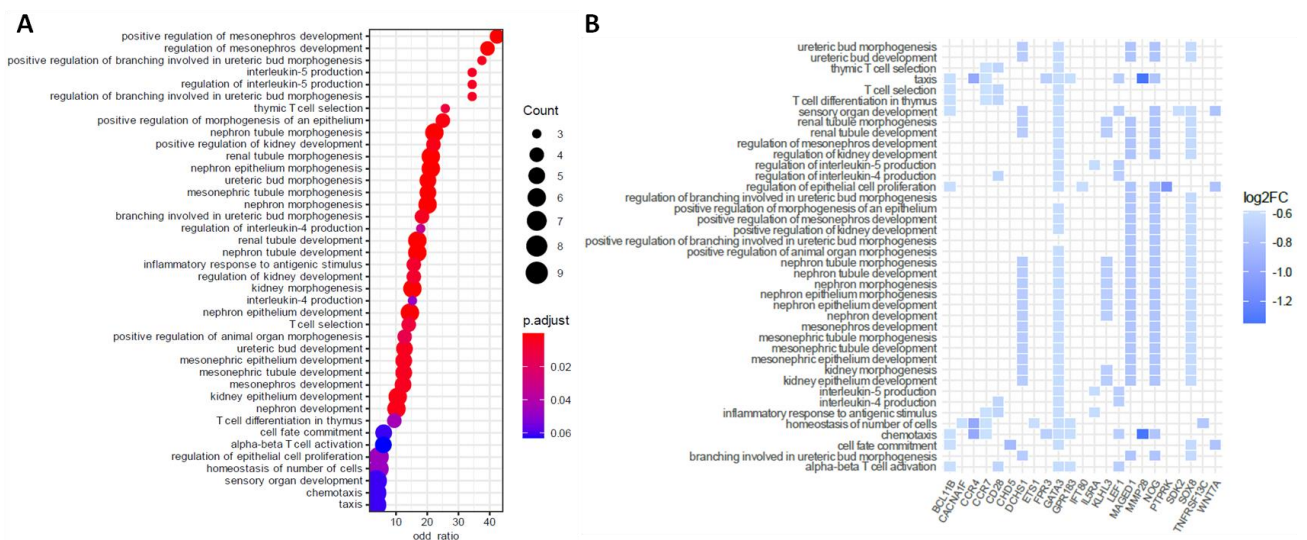 A
positive regulation of mesonephros development
regulation of mesonephros development
positive regulation of branching involved in ureteric bud morphogenesis
interleukin-5 production
regulation of interleukin-5 production
regulation of branching involved in ureteric bud morphogenesis
thymic T cell selection
positive regulation of morphogenesis of an epithelium
nephron tubule morphogenesis
positive regulation of kidney development
renal tubule morphogenesis
nephron epithelium morphogenesis
ureteric bud morphogenesis
mesonephric tubule morphogenesis
nephron morphogenesis
branching involved in ureteric bud morphogenesis
regulation of interleukin-4 production
renal tubule development
nephron tubule development
inflammatory response to antigenic stimulus
regulation of kidney development
kidney morphogenesis
interleukin-4 production
nephron epithelium development
T cell selection
positive regulation of animal organ morphogenesis
ureteric bud development
mesonephric epithelium development
mesonephric tubule development
mesonephros development
kidney epithelium development
nephron development
T cell differentiation in thymus
cell fate commitment
alpha-beta T cell activation
regulation of epithelial cell proliferation
homeostasis of number of cells
sensory organ development
chemotaxis
taxis
10 20 30 40
odd_ratio
Count
3
4
5
6
7
8
9
p.adjust
0.02
0.04
0.06
B
ureteric bud morphogenesis
ureteric bud development
thymic T cell selection
taxis
T cell selection
T cell differentiation in thymus
sensory organ development
renal tubule morphogenesis
renal tubule development
regulation of mesonephros development
regulation of kidney development
regulation of interleukin-5 production
regulation of interleukin-4 production
regulation of epithelial cell proliferation
regulation of branching involved in ureteric bud morphogenesis
positive regulation of morphogenesis of an epithelium
positive regulation of mesonephros development
positive regulation of kidney development
positive regulation of branching involved in ureteric bud morphogenesis
positive regulation of animal organ morphogenesis
nephron tubule morphogenesis
nephron tubule development
nephron morphogenesis
nephron epithelium morphogenesis
nephron epithelium development
nephron development
mesonephros development
mesonephric tubule morphogenesis
mesonephric tubule development
mesonephric epithelium development
kidney morphogenesis
kidney epithelium development
interleukin-5 production
interleukin-4 production
inflammatory response to antigenic stimulus
homeostasis of number of cells
chemotaxis
cell fate commitment
branching involved in ureteric bud morphogenesis
alpha-beta T cell activation
BCL11B
CACNA1F
CCR4
CCR7
CD28
CHD5
DCHS1
ETS1
FPR3
GATA3
GPR183
IFT80
IL5RA
KLHL3
LEF1
MAGED1
MMP28
NOG
PTPRK
SDK2
SOX8
TNFRSF13C
WNT7A
log2FC
-0.6
-1.0
-1.2